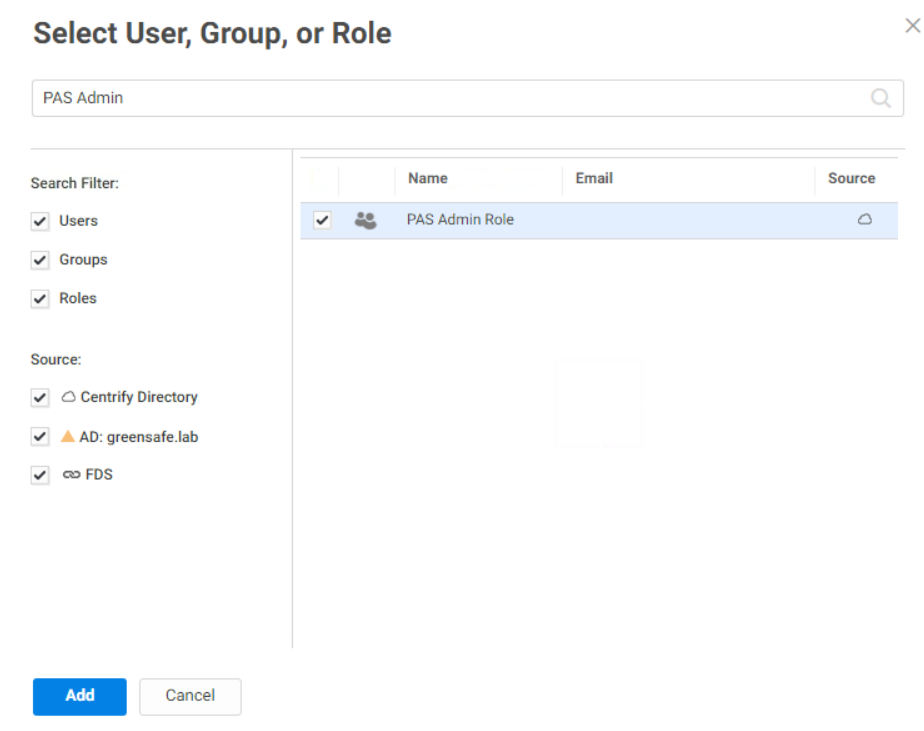 Select User, Group, or Role
PAS Admin
Search Filter:
Users
Groups
Roles
Source:
Centrify Directory
AD: greensafe.lab
FDS
Name Email Source
PAS Admin Role
Add Cancel